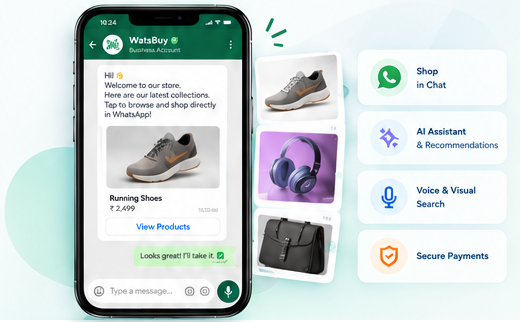 10:24
WatsBuy
Business Account
Hi! 👋
Welcome to our store.
Here are our latest collections.
Tap to browse and shop directly
in WhatsApp!
Running Shoes
₹ 2,499
View Products
Looks great! I'll take it. ✅
Type a message...
Shop
in Chat
AI Assistant
& Recommendations
Voice & Visual
Search
Secure Payments